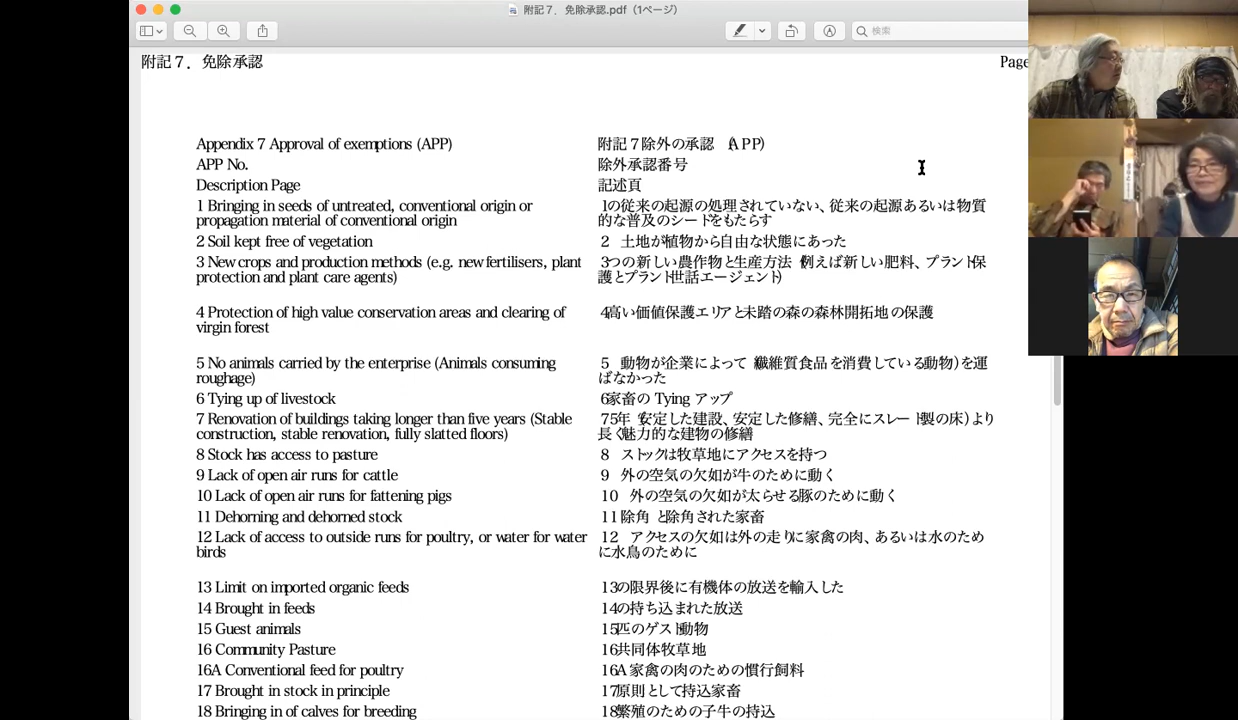 附記７．免除承認.pdf（1ページ）
検索
附記７．免除承認
Page
Appendix 7 Approval of exemptions (APP)
附記７除外の承認 （APP）
APP No.
除外承認番号
Description Page
記述頁
1 Bringing in seeds of untreated, conventional origin or
propagation material of conventional origin
1の従来の起源の処理されていない、従来の起源あるいは物質
的な普及のシードをもたらす
2 Soil kept free of vegetation
2 土地が植物から自由な状態にあった
3 New crops and production methods (e.g. new fertilisers, plant
protection and plant care agents)
3つの新しい農作物と生産方法（例えば新しい肥料、プラント保
護とプラント世話エージェント）
4 Protection of high value conservation areas and clearing of
virgin forest
4高い価値保護エリアと未踏の森の森林開拓地の保護
5 No animals carried by the enterprise (Animals consuming
roughage)
5 動物が企業によって（繊維質食品を消費している動物）を運
ばなかった
6 Tying up of livestock
6家畜の Tying アップ
7 Renovation of buildings taking longer than five years (Stable
construction, stable renovation, fully slatted floors)
75年（安定した建設、安定した修繕、完全にスレート製の床）より
長く魅力的な建物の修繕
8 Stock has access to pasture
8 ストックは牧草地にアクセスを持つ
9 Lack of open air runs for cattle
9 外の空気の欠如が牛のために動く
10 Lack of open air runs for fattening pigs
10 外の空気の欠如が太らせる豚のために動く
11 Dehorning and dehorned stock
11 除角 と除角された家畜
12 Lack of access to outside runs for poultry, or water for water
birds
12 アクセスの欠如は外の走りに家禽の肉、あるいは水のため
に水鳥のために
13 Limit on imported organic feeds
13の限界後に有機体の放送を輸入した
14 Brought in feeds
14の持ち込まれた放送
15 Guest animals
15匹のゲスト動物
16 Community Pasture
16共同体牧草地
16A Conventional feed for poultry
16A 家禽の肉のための慣行飼料
17 Brought in stock in principle
17原則として持込家畜
18 Bringing in of calves for breeding
18繁殖のための子牛の持込